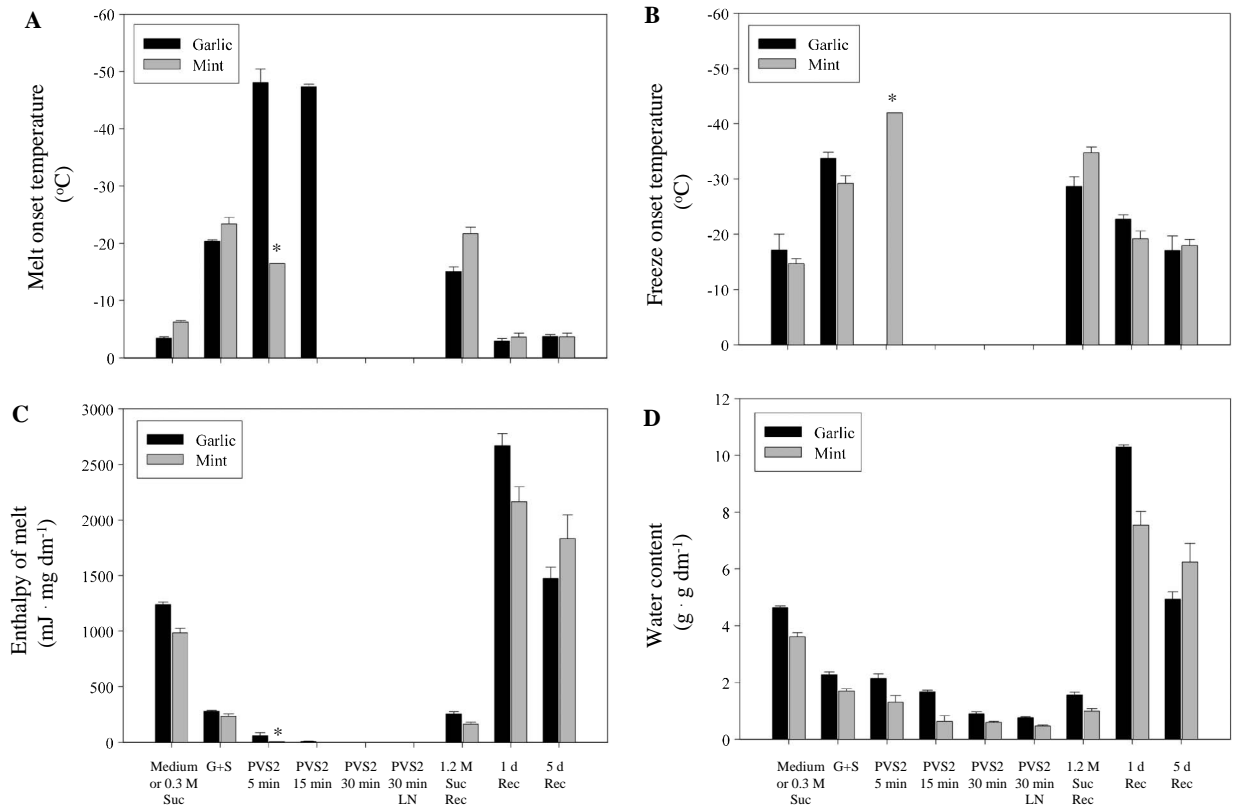 A
-60
-50
-40
-30
-20
-10
0
Melt onset temperature
(°C)
Garlic
Mint
*
B
-60
-50
-60
-40
-30
-20
-10
0
Freeze onset temperature
(°C)
Garlic
Mint
*
C
3000
2500
2000
1500
1000
500
0
Enthalpy of melt
(mJ · mg dm⁻¹)
Garlic
Mint
*
Medium G+S PVS2 PVS2 PVS2 PVS2 1.2 M 1 d 5 d
or 0.3 M 5 min 15 min 30 min 30 min Suc Rec Rec
Suc LN Rec
D
12
10
8
6
4
2
0
Water content
(g · g dm⁻¹)
Garlic
Mint
Medium G+S PVS2 PVS2 PVS2 PVS2 1.2 M 1 d 5 d
or 0.3 M 5 min 15 min 30 min 30 min Suc Rec Rec
Suc LN Rec